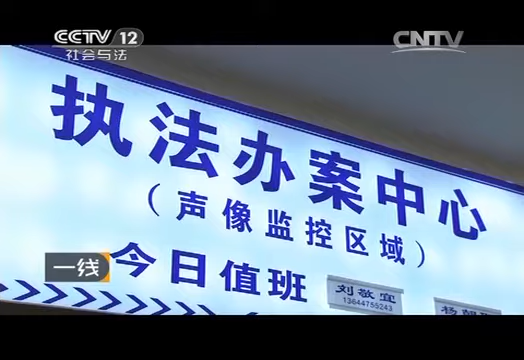 CCTV 12
社会与法
CNTV
执法办案中心
（声像监控区域）
一线
今日值班
刘敬宜
13644755243